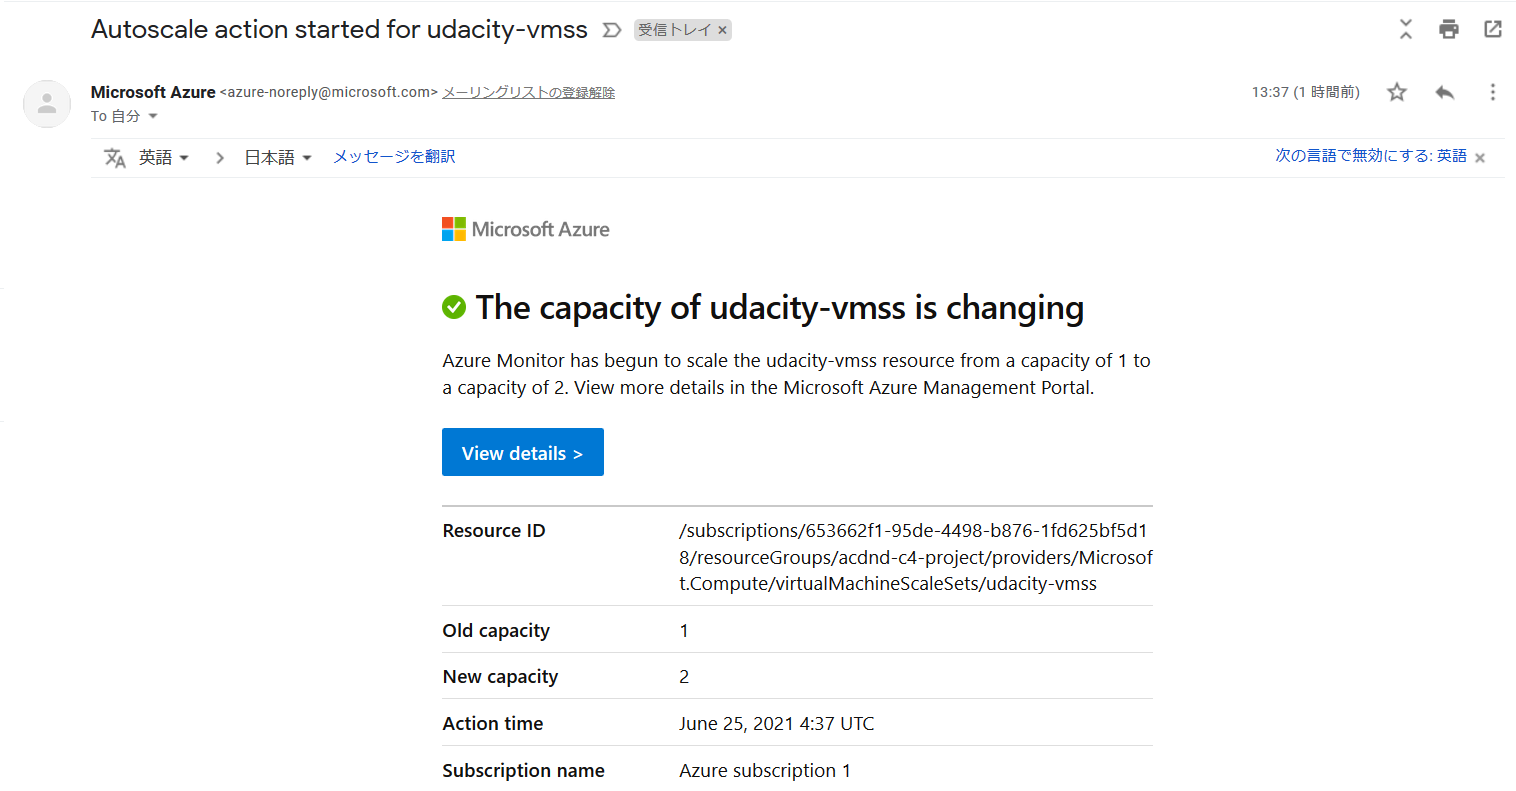 Autoscale action started for udacity-vmss 受信トレイ ×
Microsoft Azure <azure-noreply@microsoft.com> メーリングリストの登録解除 13:37 (1 時間前)
To 自分
英語 日本語 メッセージを翻訳 次の言語で無効にする: 英語 ×
Microsoft Azure
The capacity of udacity-vmss is changing
Azure Monitor has begun to scale the udacity-vmss resource from a capacity of 1 to
a capacity of 2. View more details in the Microsoft Azure Management Portal.
View details >
Resource ID /subscriptions/653662f1-95de-4498-b876-1fd625bf5d1
8/resourceGroups/acdnd-c4-project/providers/Microsof
t.Compute/virtualMachineScaleSets/udacity-vmss
Old capacity 1
New capacity 2
Action time June 25, 2021 4:37 UTC
Subscription name Azure subscription 1